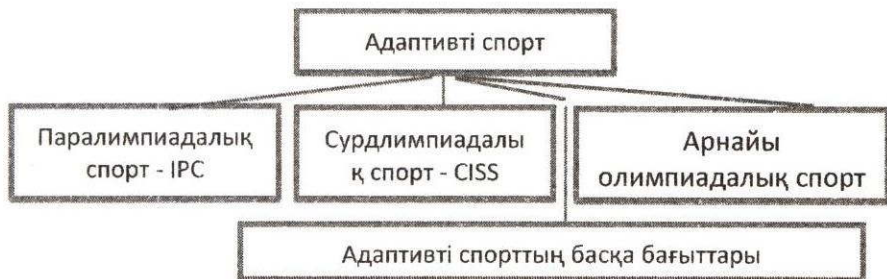 Адаптивті спорт
Паралимпиадалық
спорт - IPC
Сурдлимпиадалы
қ спорт - CISS
Арнайы
олимпиадалық спорт
Адаптивті спорттың басқа бағыттары